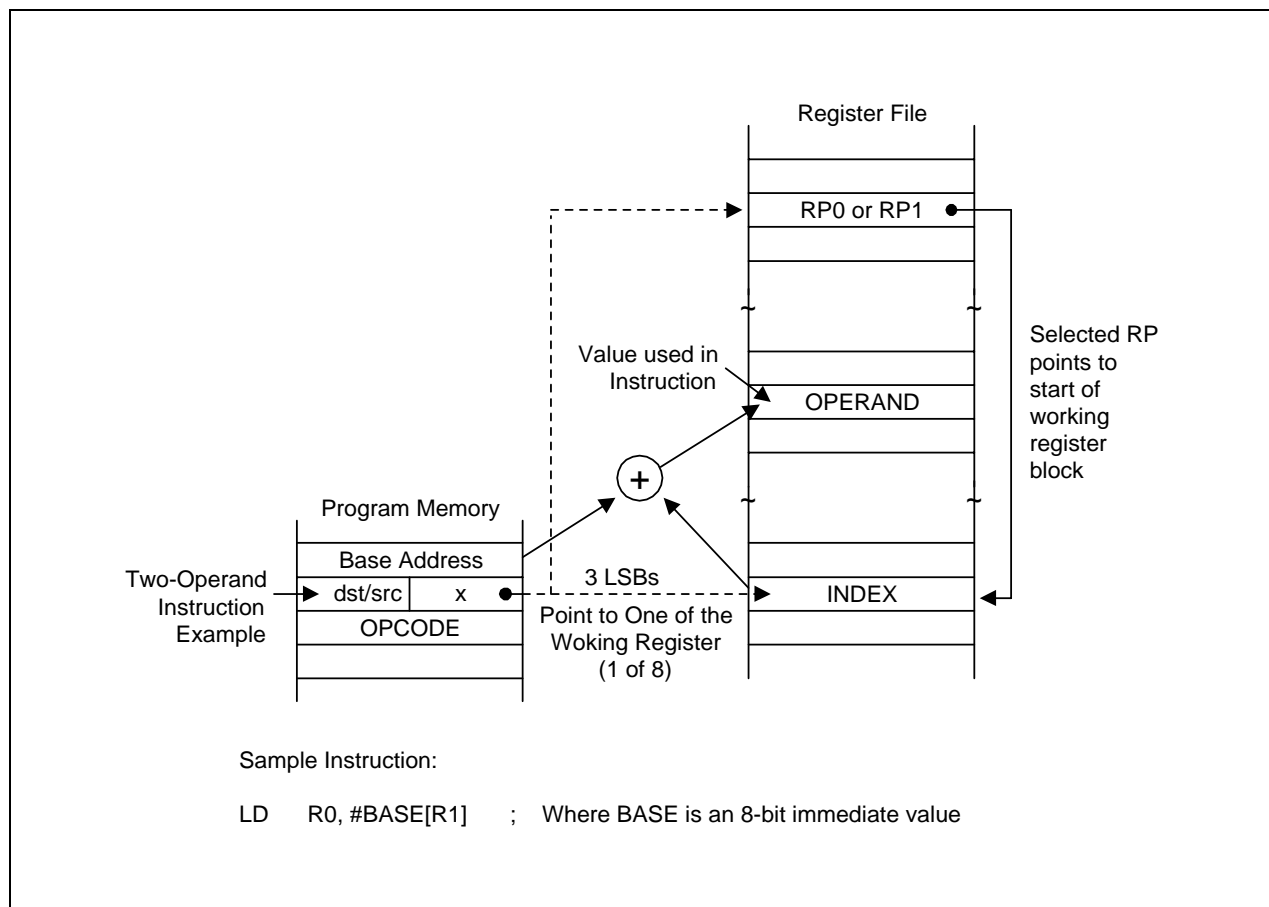 Register File
RP0 or RP1
Selected RP
points to
start of
working
register
block
Value used in
Instruction
OPERAND
+
Program Memory
Base Address
Two-Operand
Instruction
Example
dst/src
x
3 LSBs
INDEX
OPCODE
Point to One of the
Woking Register
(1 of 8)
~ ~
~ ~
Sample Instruction:
LD R0, #BASE[R1] ; Where BASE is an 8-bit immediate value